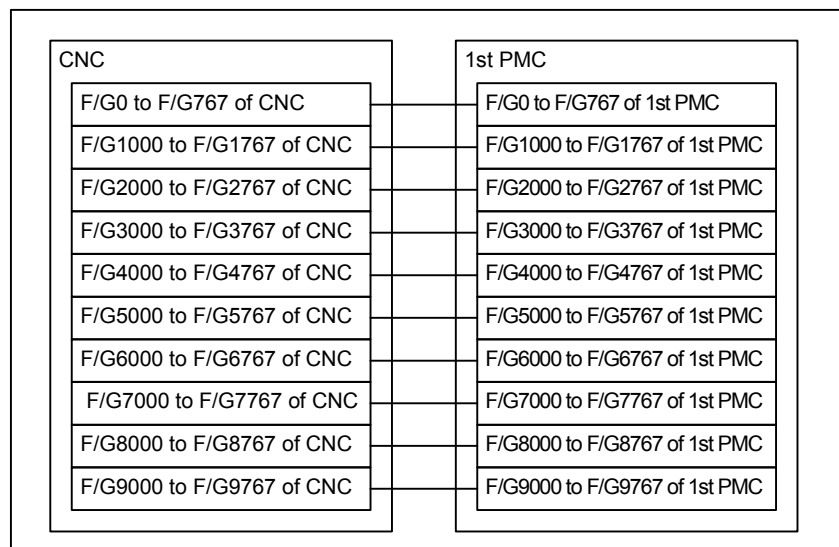 CNC
F/G0 to F/G767 of CNC
F/G1000 to F/G1767 of CNC
F/G2000 to F/G2767 of CNC
F/G3000 to F/G3767 of CNC
F/G4000 to F/G4767 of CNC
F/G5000 to F/G5767 of CNC
F/G6000 to F/G6767 of CNC
F/G7000 to F/G7767 of CNC
F/G8000 to F/G8767 of CNC
F/G9000 to F/G9767 of CNC
1st PMC
F/G0 to F/G767 of 1st PMC
F/G1000 to F/G1767 of 1st PMC
F/G2000 to F/G2767 of 1st PMC
F/G3000 to F/G3767 of 1st PMC
F/G4000 to F/G4767 of 1st PMC
F/G5000 to F/G5767 of 1st PMC
F/G6000 to F/G6767 of 1st PMC
F/G7000 to F/G7767 of 1st PMC
F/G8000 to F/G8767 of 1st PMC
F/G9000 to F/G9767 of 1st PMC